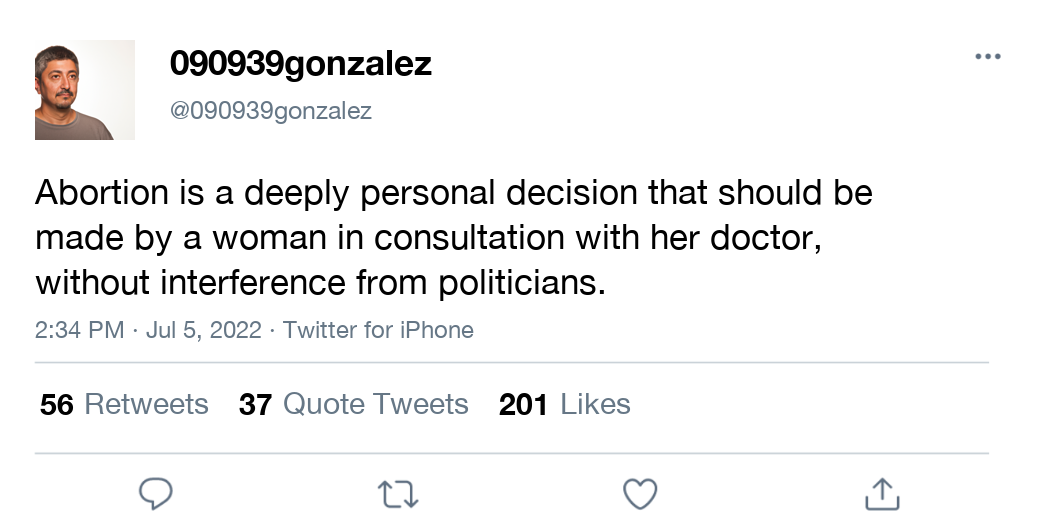 090939gonzalez
@090939gonzalez
Abortion is a deeply personal decision that should be
made by a woman in consultation with her doctor,
without interference from politicians.
2:34 PM · Jul 5, 2022 · Twitter for iPhone
56 Retweets 37 Quote Tweets 201 Likes